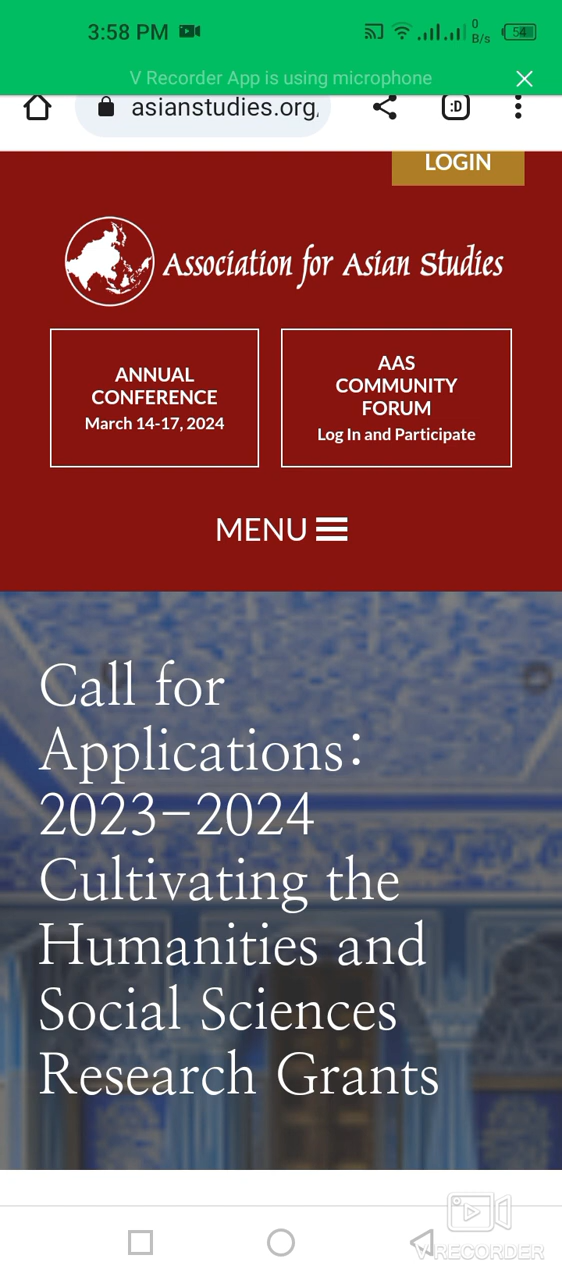 3:58 PM
0
B/s
54
V Recorder App is using microphone
asianstudies.org,
:D
LOGIN
Association for Asian Studies
ANNUAL
CONFERENCE
March 14-17, 2024
AAS
COMMUNITY
FORUM
Log In and Participate
MENU
Call for
Applications:
2023–2024
Cultivating the
Humanities and
Social Sciences
Research Grants
V RECORDER